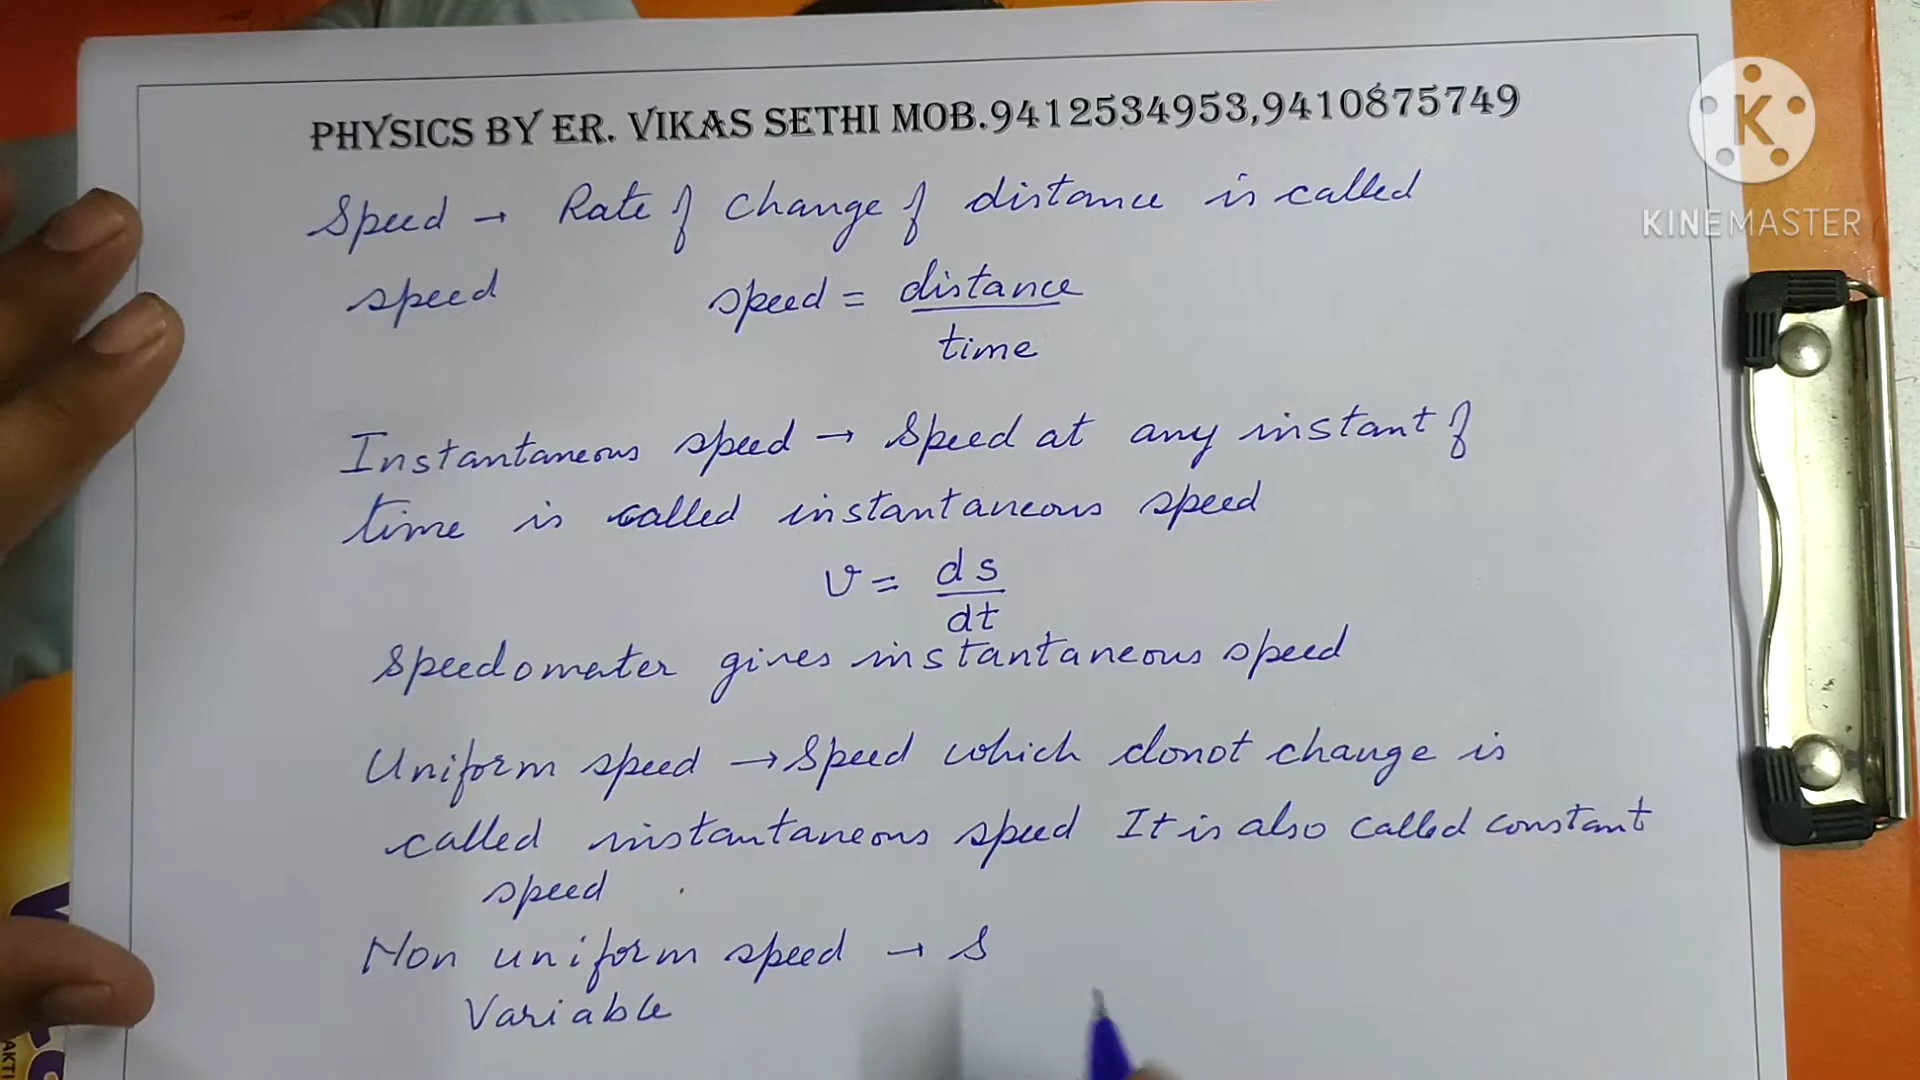 PHYSICS BY ER. VIKAS SETHI MOB.9412534953,9410875749
K
KINEMASTER
Speed → Rate of change of distance is called
speed speed = distance
time
Instantaneous speed → Speed at any instant of
time is called instantaneous speed
v = ds
dt
Speedometer gives instantaneous speed
Uniform speed → Speed which donot change is
called instantaneous speed It is also called constant
speed
Non uniform speed → S
Variable
AKTI